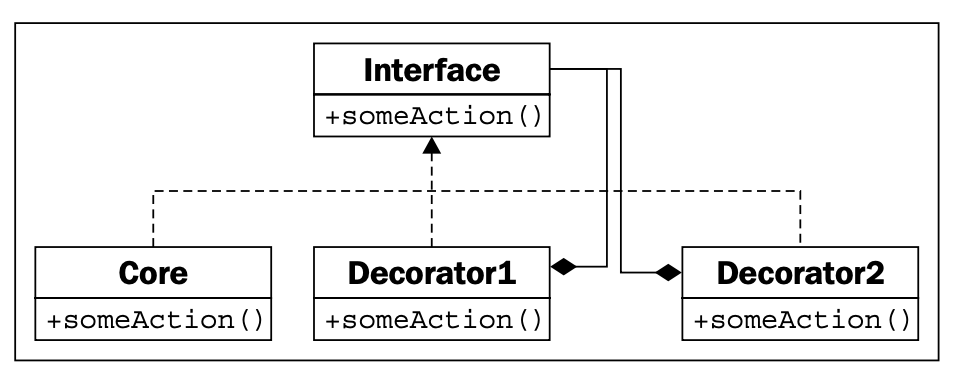 Interface
+someAction()
Core
+someAction()
Decorator1
+someAction()
Decorator2
+someAction()